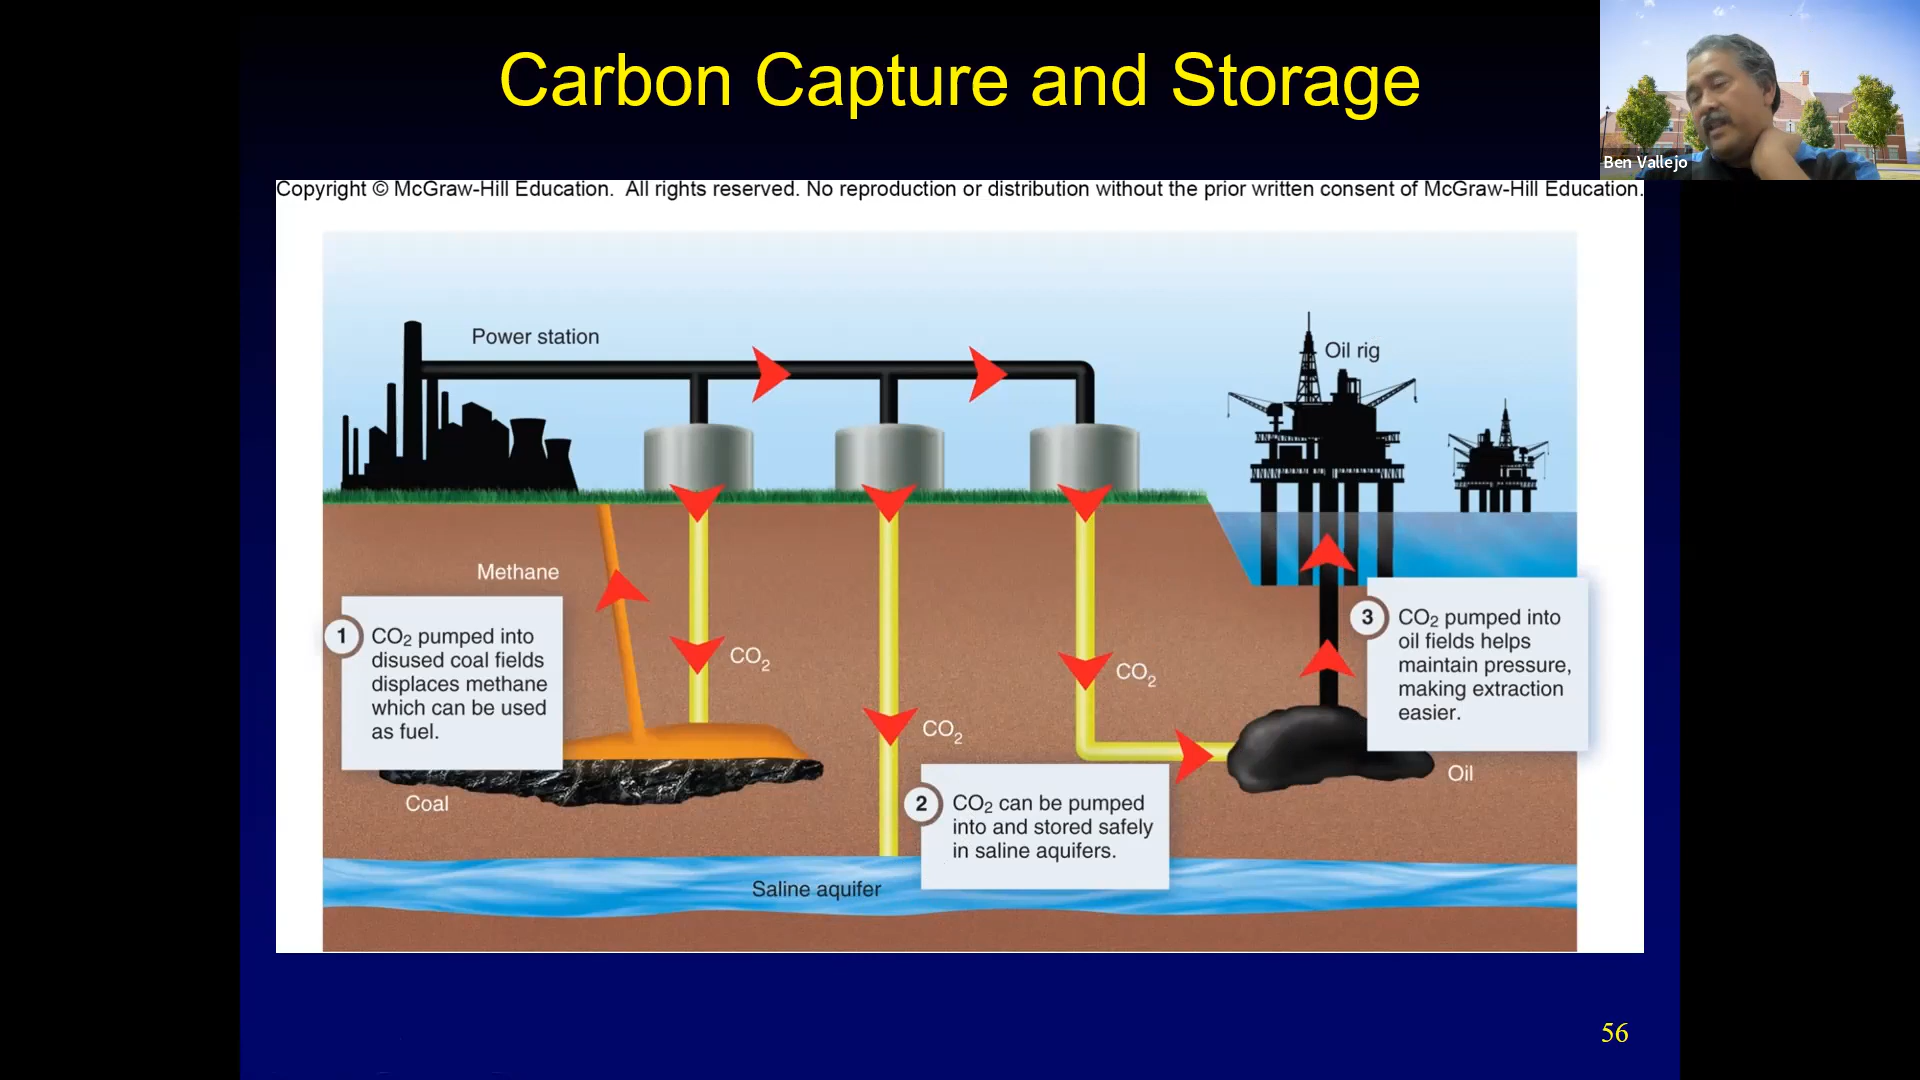 Carbon Capture and Storage
Ben Vallejo
Copyright © McGraw-Hill Education.  All rights reserved. No reproduction or distribution without the prior written consent of McGraw-Hill Education.
Power station
Oil rig
Methane
1
CO₂ pumped into
disused coal fields
displaces methane
which can be used
as fuel.
CO₂
CO₂
CO₂
3
CO₂ pumped into
oil fields helps
maintain pressure,
making extraction
easier.
Coal
Oil
2
CO₂ can be pumped
into and stored safely
in saline aquifers.
Saline aquifer
56